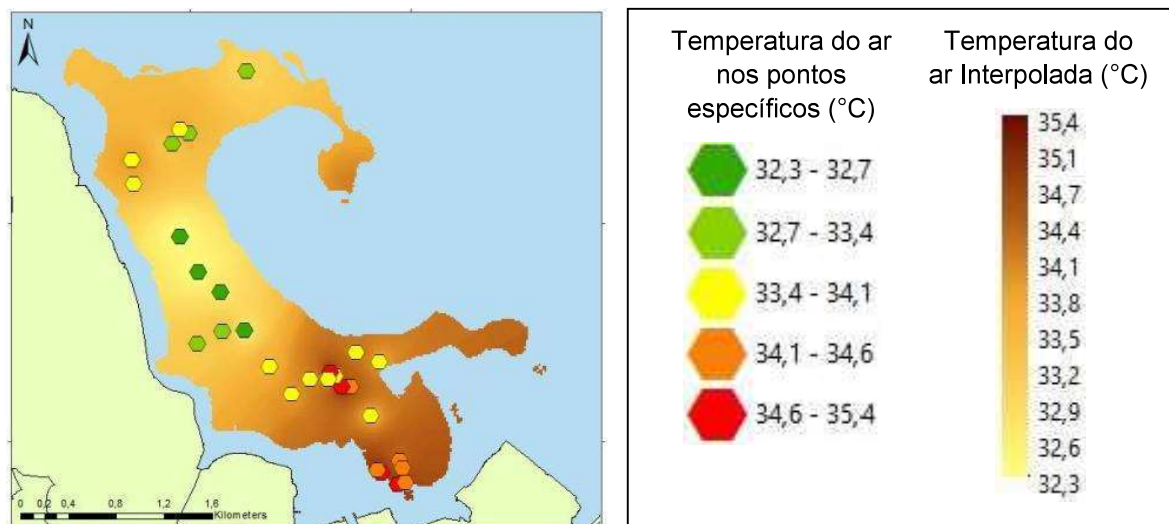 N
0 0,2 0,4 0,8 1,2 1,6
Kilometers
Temperatura do ar
nos pontos
específicos (°C)
32,3 - 32,7
32,7 - 33,4
33,4 - 34,1
34,1 - 34,6
34,6 - 35,4
Temperatura do
ar Interpolada (°C)
35,4
35,1
34,7
34,4
34,1
33,8
33,5
33,2
32,9
32,6
32,3